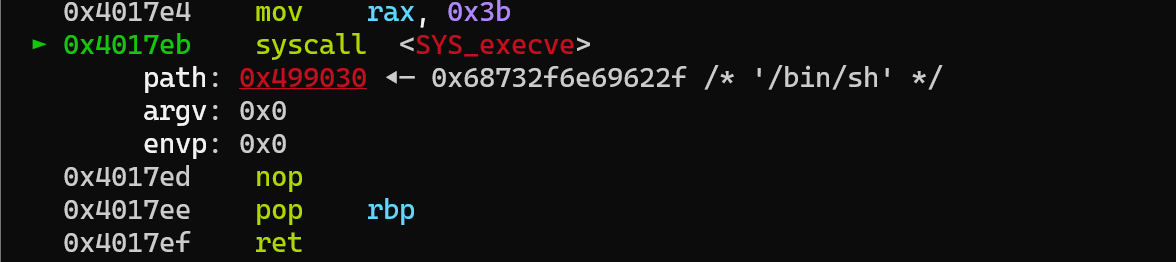 0x4017e4    mov    rax, 0x3b
► 0x4017eb    syscall  <SYS_execve>
path: 0x499030 ◂— 0x68732f6e69622f /* '/bin/sh' */
argv: 0x0
envp: 0x0
0x4017ed    nop
0x4017ee    pop    rbp
0x4017ef    ret